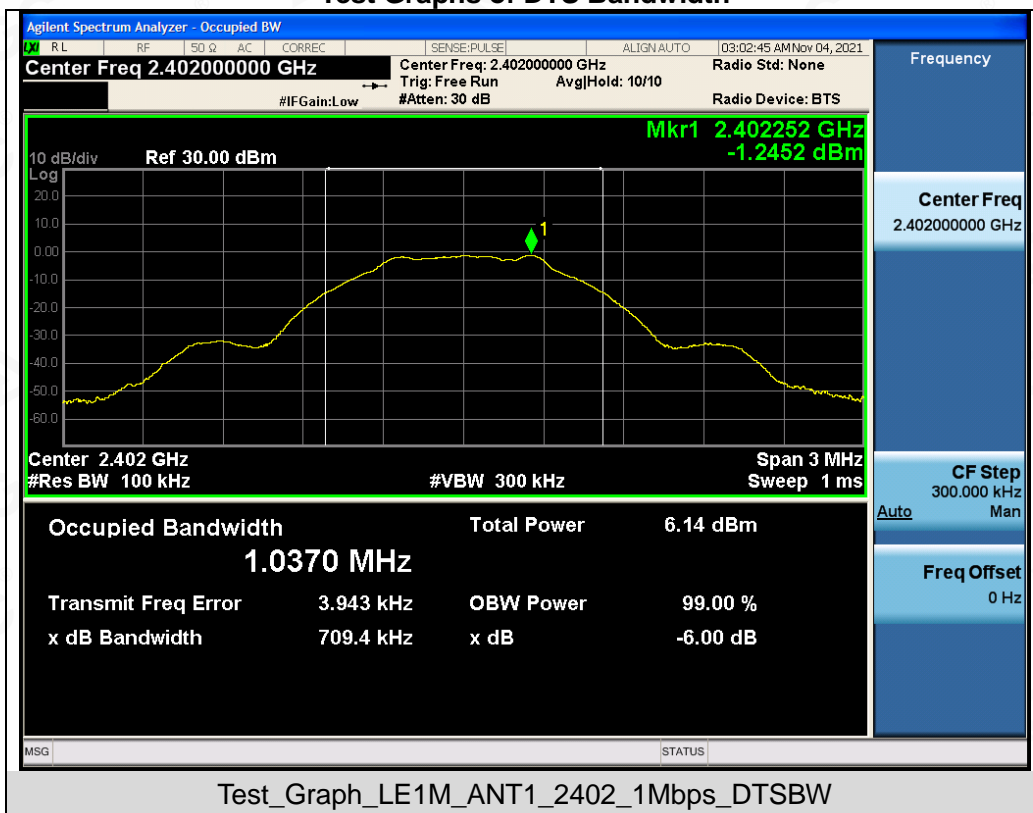 Test Graphs of DTS Bandwidth
Agilent Spectrum Analyzer - Occupied BW
LXI RL RF 50 Ω AC CORREC SENSE:PULSE ALIGN AUTO 03:02:45 AM Nov 04, 2021
Center Freq 2.402000000 GHz
Center Freq: 2.402000000 GHz
Radio Std: None
Trig: Free Run Avg|Hold: 10/10
#IFGain:Low
#Atten: 30 dB
Radio Device: BTS
Mkr1 2.402252 GHz
-1.2452 dBm
10 dB/div Ref 30.00 dBm
Log
20.0
10.0
0.00
-10.0
-20.0
-30.0
-40.0
-50.0
-60.0
1
Center 2.402 GHz
Span 3 MHz
#Res BW 100 kHz
#VBW 300 kHz
Sweep 1 ms
Occupied Bandwidth
Total Power 6.14 dBm
1.0370 MHz
Transmit Freq Error 3.943 kHz
OBW Power 99.00 %
x dB Bandwidth 709.4 kHz
x dB -6.00 dB
Frequency
Center Freq
2.402000000 GHz
CF Step
300.000 kHz
Auto Man
Freq Offset
0 Hz
MSG STATUS
Test_Graph_LE1M_ANT1_2402_1Mbps_DTSBW